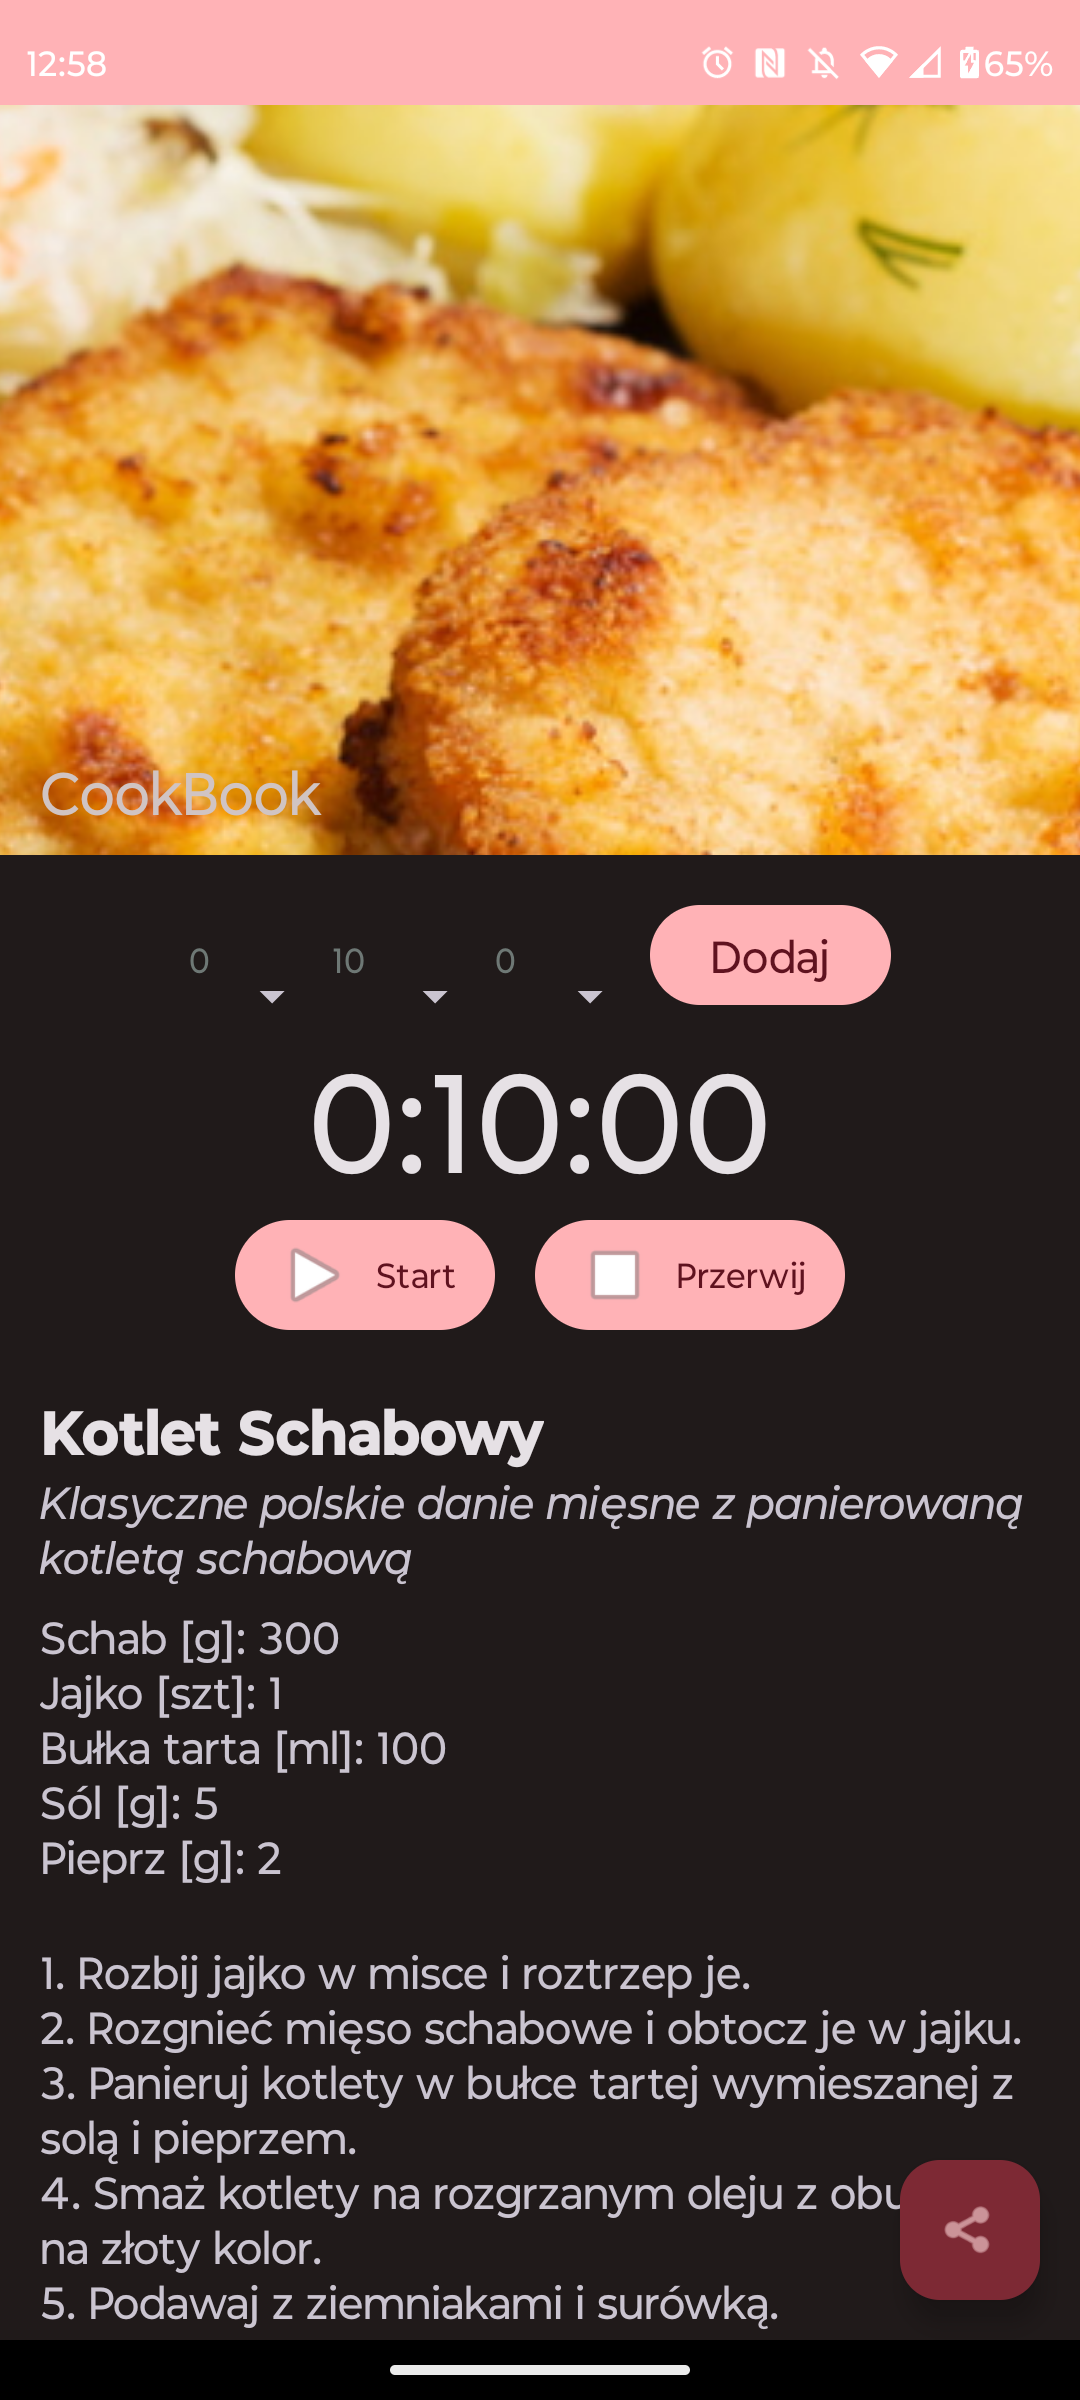 12:58
65%
CookBook
0 10 0 Dodaj
0:10:00
Start Przerwij
Kotlet Schabowy
Klasyczne polskie danie mięsne z panierowaną
kotletą schabową
Schab [g]: 300
Jajko [szt]: 1
Bułka tarta [ml]: 100
Sól [g]: 5
Pieprz [g]: 2
1. Rozbij jajko w misce i roztrzep je.
2. Rozgnieć mięso schabowe i obtocz je w jajku.
3. Panieruj kotlety w bułce tartej wymieszanej z
solą i pieprzem.
4. Smaż kotlety na rozgrzanym oleju z
na złoty kolor.
5. Podawaj z ziemniakami i surówką.